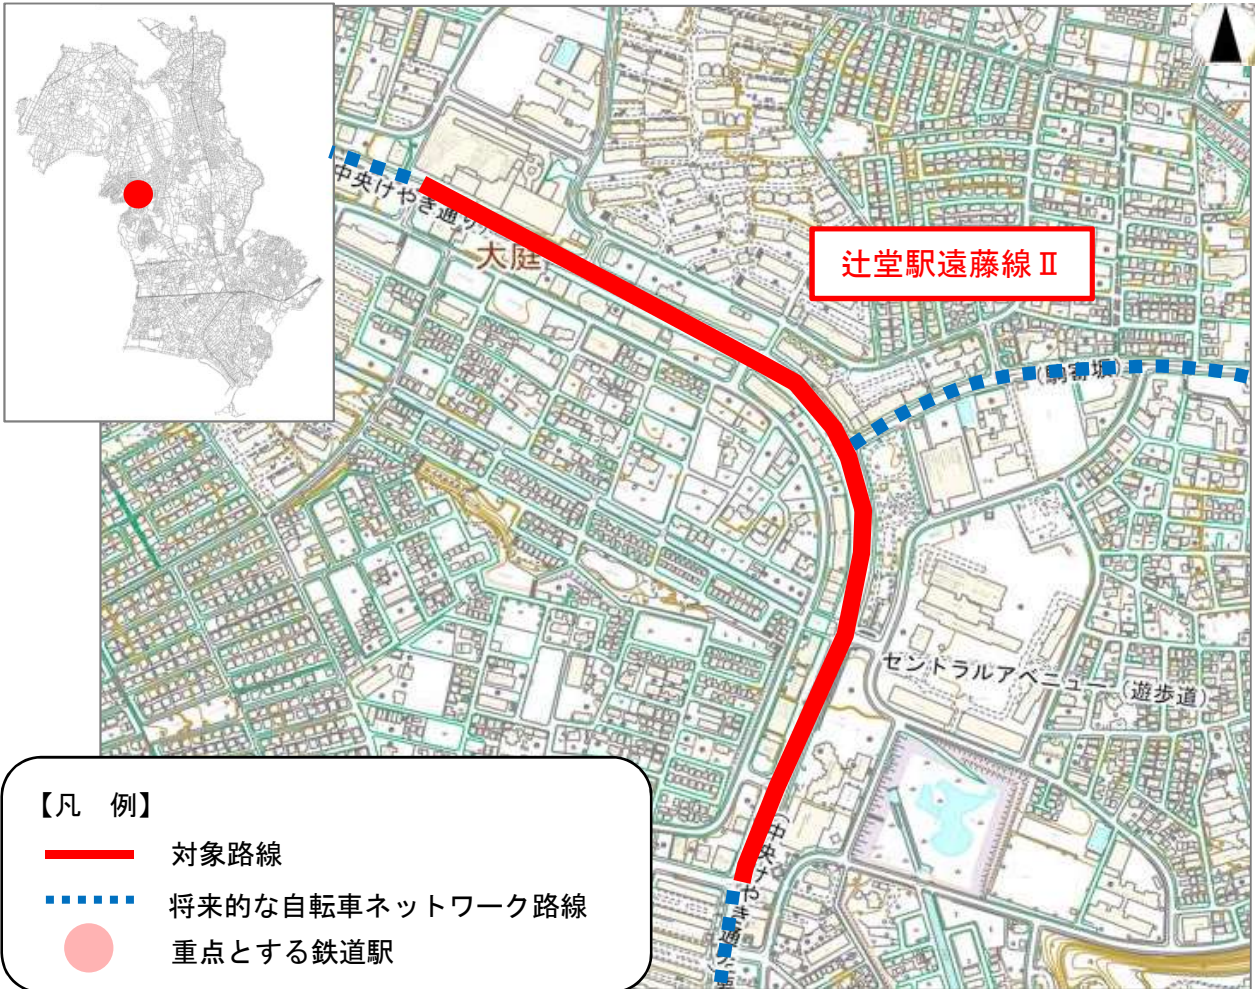 中央けやき通り
大庭
辻堂駅遠藤線Ⅱ
(駒寄坂)
セントラルアベニュー(遊歩道)
(中央けやき通り
【凡 例】
対象路線
将来的な自転車ネットワーク路線
重点とする鉄道駅